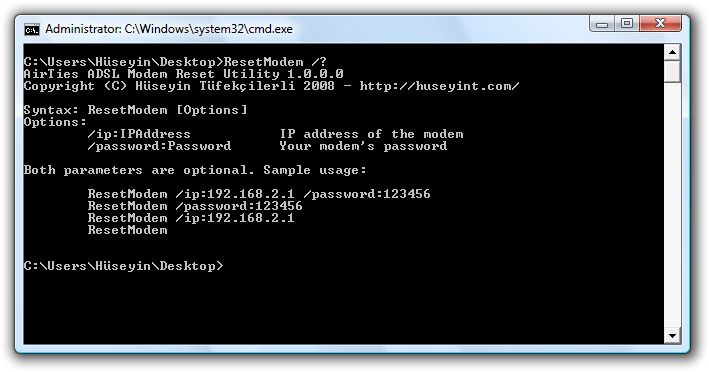 Administrator: C:\Windows\system32\cmd.exe
C:\Users\Hüseyin\Desktop>ResetModem /?
AirTies ADSL Modem Reset Utility 1.0.0.0
Copyright (C) Hüseyin Tüfekçilerli 2008 - http://huseyint.com/
Syntax: ResetModem [Options]
Options:
/ip:IPAddress IP address of the modem
/password:Password Your modem's password
Both parameters are optional. Sample usage:
ResetModem /ip:192.168.2.1 /password:123456
ResetModem /password:123456
ResetModem /ip:192.168.2.1
ResetModem
C:\Users\Hüseyin\Desktop>